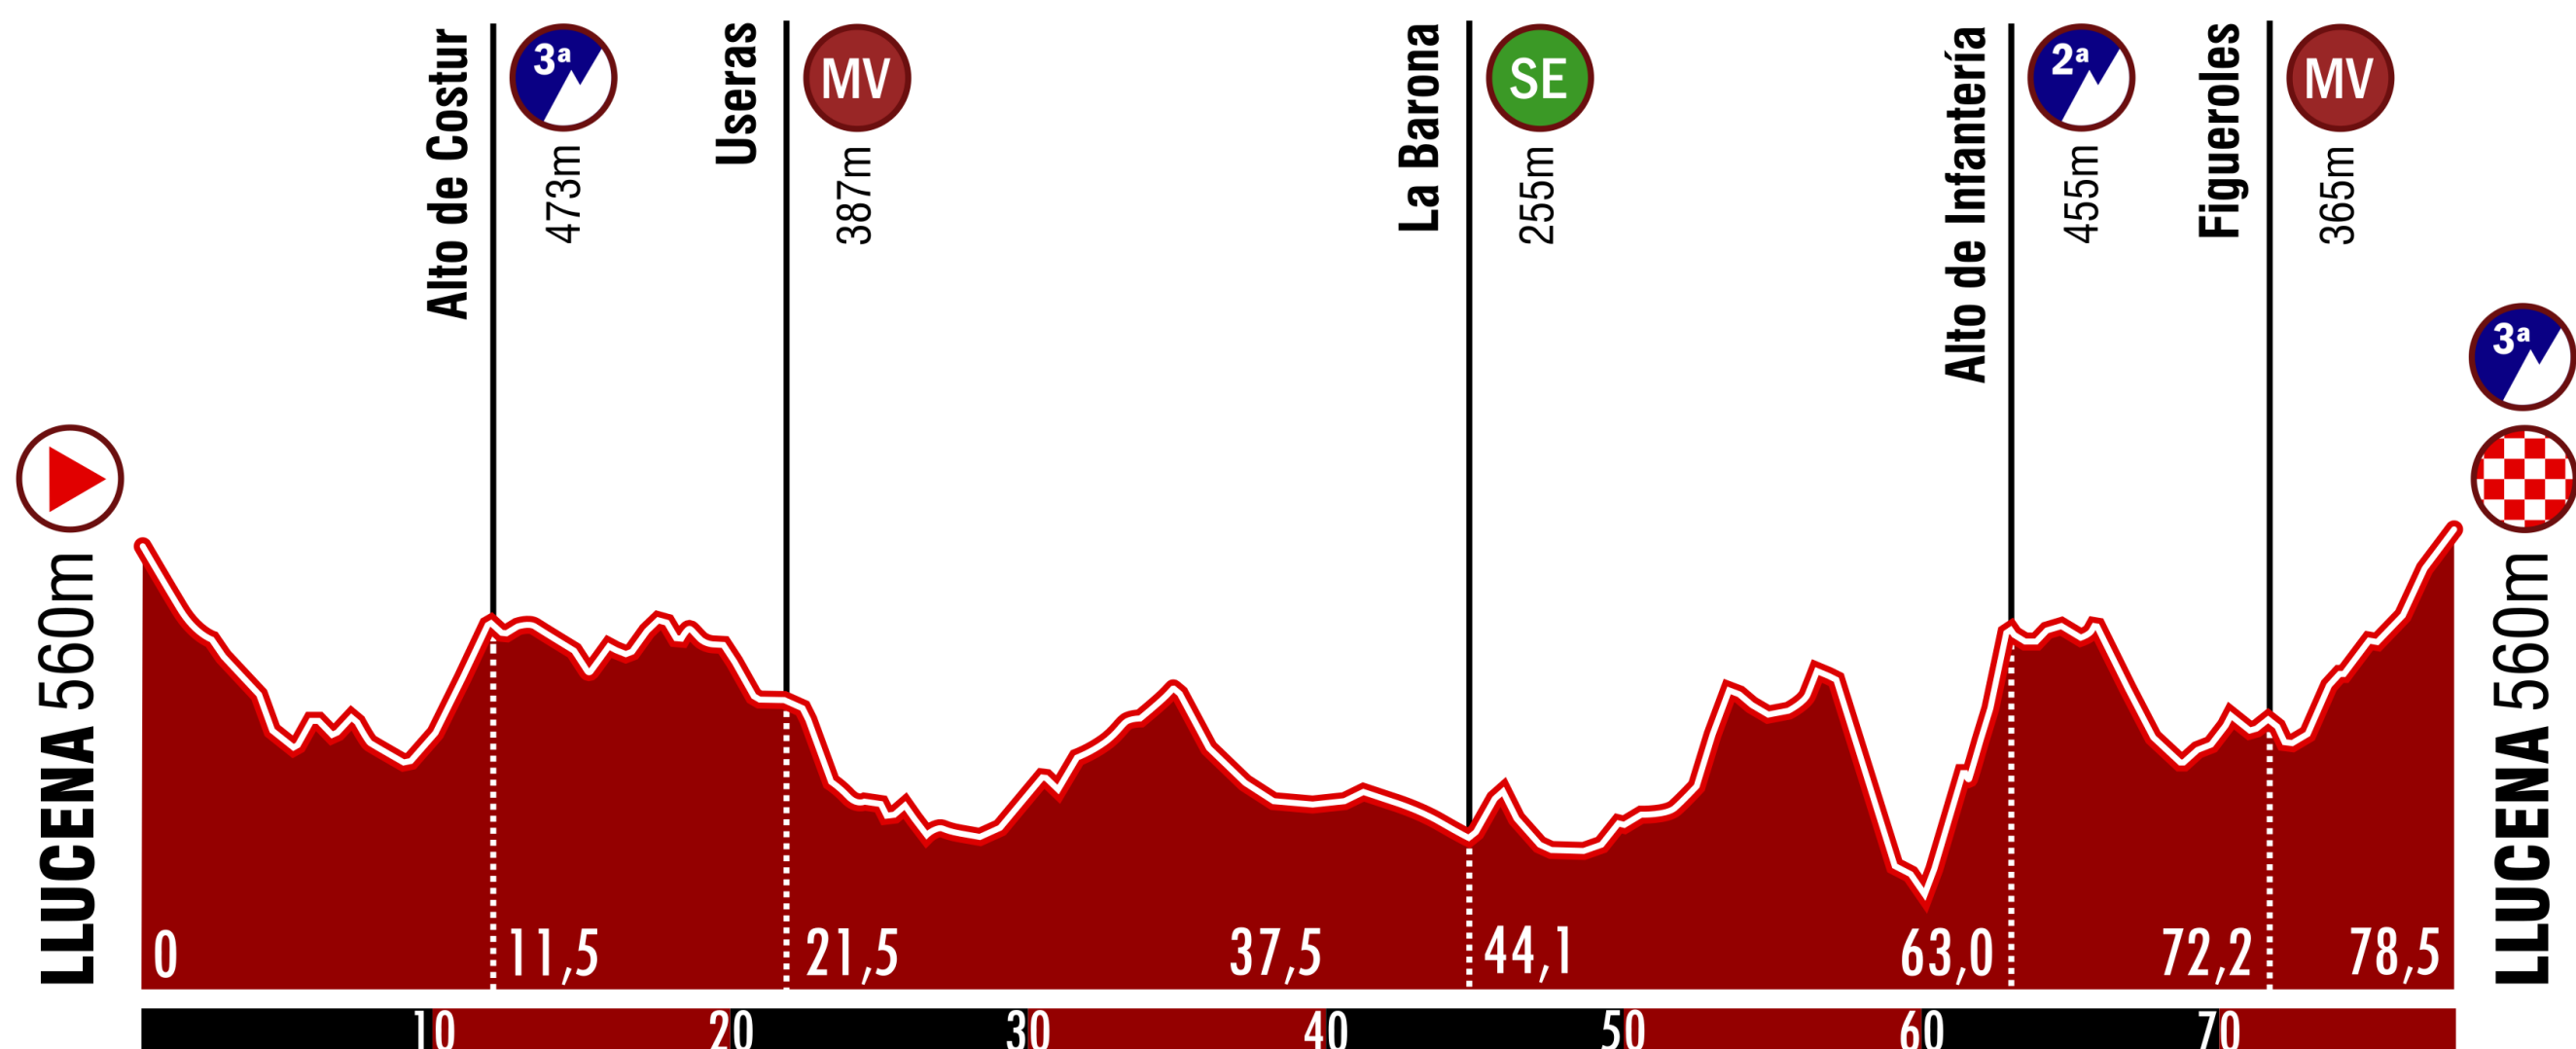 LLUCENA 560m
Alto de Costur
3ª
473m
Useras
MV
387m
La Barona
SE
255m
Alto de Infantería
2ª
455m
Figueroles
MV
365m
3ª
LLUCENA 560m
0
11,5
21,5
37,5
44,1
63,0
72,2
78,5
10
20
30
40
50
60
70